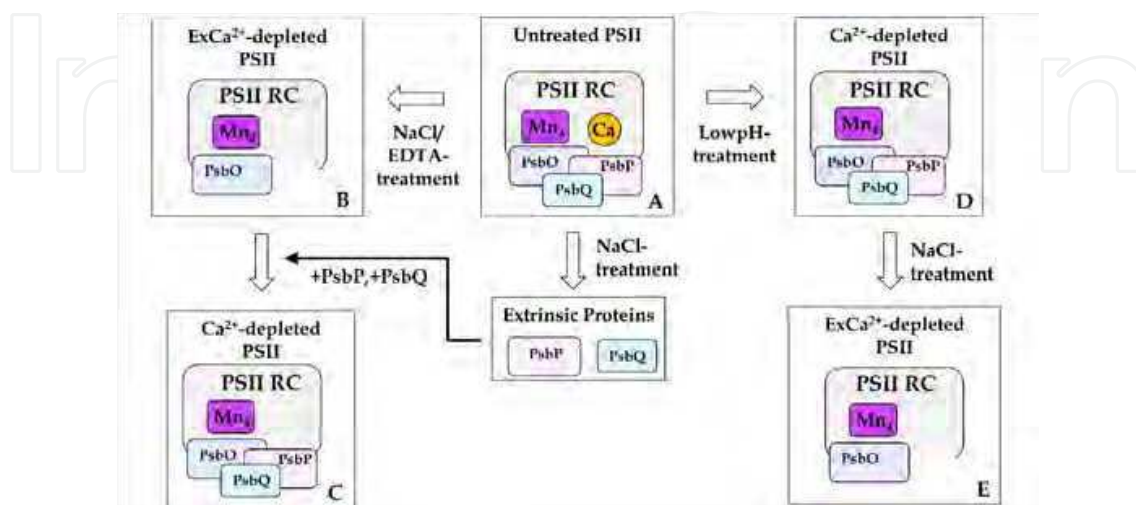 ExCa²⁺-depleted
PSII
PSII RC
Mn₄
PsbO
B
NaCl/
EDTA-
treatment
Untreated PSII
PSII RC
Mn₄
Ca
PsbO
PsbP
PsbQ
A
LowpH-
treatment
Ca²⁺-depleted
PSII
PSII RC
Mn₄
PsbO
PsbP
PsbQ
D
+PsbP,+PsbQ
NaCl-
treatment
NaCl-
treatment
Extrinsic Proteins
PsbP
PsbQ
Ca²⁺-depleted
PSII
PSII RC
Mn₄
PsbO
PsbP
PsbQ
C
ExCa²⁺-depleted
PSII
PSII RC
Mn₄
PsbO
E